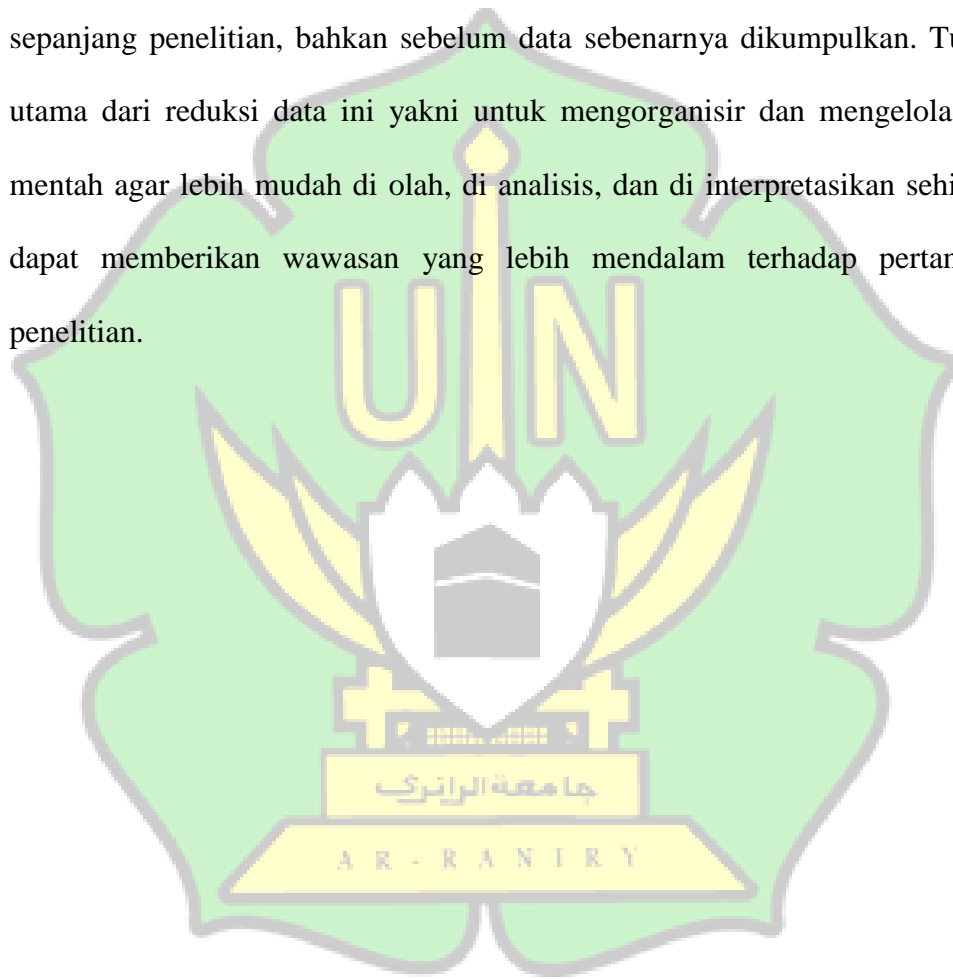 sepanjang penelitian, bahkan sebelum data sebenarnya dikumpulkan. Tu
utama dari reduksi data ini yakni untuk mengorganisir dan mengelola
mentah agar lebih mudah di olah, di analisis, dan di interpretasikan sehi
dapat memberikan wawasan yang lebih mendalam terhadap pertan
penelitian.
UIN
جامعة الرانري
AR-RANIRY